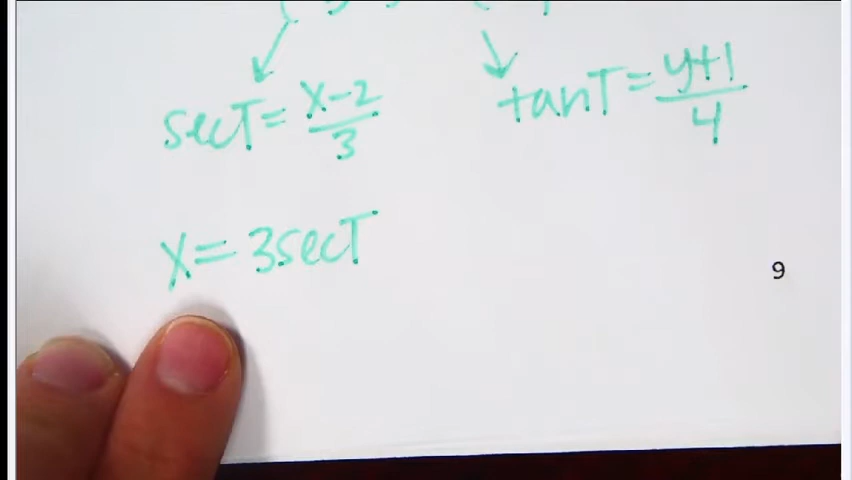 secT = x-2/3 tanT = y+1/4
x = 3secT
9